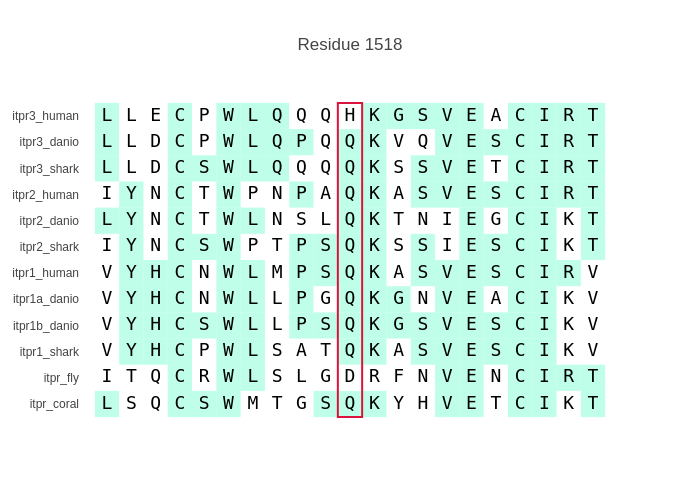 Residue 1518
itpr3_human L L E C P W L Q Q Q H K G S V E A C I R T
itpr3_danio L L D C P W L Q P Q Q K V Q V E S C I R T
itpr3_shark L L D C S W L Q Q Q Q K S S V E T C I R T
itpr2_human I Y N C T W P N P A Q K A S V E S C I R T
itpr2_danio L Y N C T W L N S L Q K T N I E G C I K T
itpr2_shark I Y N C S W P T P S Q K S S I E S C I K T
itpr1_human V Y H C N W L M P S Q K A S V E S C I R V
itpr1a_danio V Y H C N W L L P G Q K G N V E A C I K V
itpr1b_danio V Y H C S W L L P S Q K G S V E S C I K V
itpr1_shark V Y H C P W L S A T Q K A S V E S C I K V
itpr_fly I T Q C R W L S L G D R F N V E N C I R T
itpr_coral L S Q C S W M T G S Q K Y H V E T C I K T